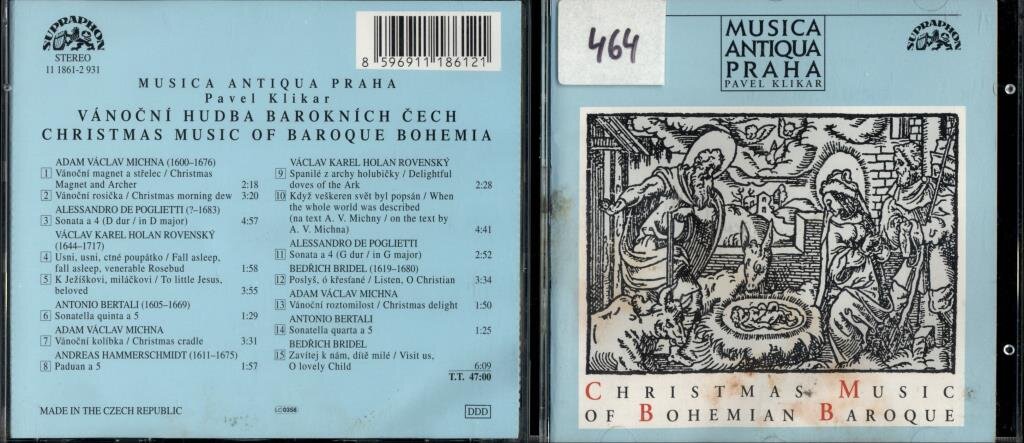 SUPRAPHON
STEREO
11 1861-2 931
8 596911 186121
MUSICA ANTIQUA PRAHA
Pavel Klikar
VÁNOČNÍ HUDBA BAROKNÍCH ČECH
CHRISTMAS MUSIC OF BAROQUE BOHEMIA
ADAM VÁCLAV MICHNA (1600–1676)
1 Vánoční magnet a střelec / Christmas
Magnet and Archer 2:18
2 Vánoční rosička / Christmas morning dew 3:20
ALESSANDRO DE POGLIETTI (?–1683)
3 Sonata a 4 (D dur / in D major) 4:57
VÁCLAV KAREL HOLAN ROVENSKÝ
(1644–1717)
4 Usni, usni, ctné poupátko / Fall asleep,
fall asleep, venerable Rosebud 1:58
5 K Ježíškovi, miláčkovi / To little Jesus,
beloved 3:55
ANTONIO BERTALI (1605–1669)
6 Sonatella quinta a 5 1:29
ADAM VÁCLAV MICHNA
7 Vánoční kolíbka / Christmas cradle 3:31
ANDREAS HAMMERSCHMIDT (1611–1675)
8 Paduan a 5 1:57
VÁCLAV KAREL HOLAN ROVENSKÝ
9 Spanilé z archy holubičky / Delightful
doves of the Ark 2:28
10 Když veškeren svět byl popsán / When
the whole world was described
(na text A. V. Michny / on the text by
A. V. Michna) 4:41
ALESSANDRO DE POGLIETTI
11 Sonata a 4 (G dur / in G major) 2:52
BEDŘICH BRIDEL (1619–1680)
12 Poslyš, ó křesťané / Listen, O Christian 3:34
ADAM VÁCLAV MICHNA
13 Vánoční roztomilost / Christmas delight 1:50
ANTONIO BERTALI
14 Sonatella quarta a 5 1:25
BEDŘICH BRIDEL
15 Zavítej k nám, dítě milé / Visit us,
O lovely Child 6:09
T.T. 47:00
MADE IN THE CZECH REPUBLIC
LC 0358
DDD
464
MUSICA
ANTIQUA
PRAHA
PAVEL KLIKAR
SUPRAPHON
CHRISTMAS MUSIC
OF BOHEMIAN BAROQUE